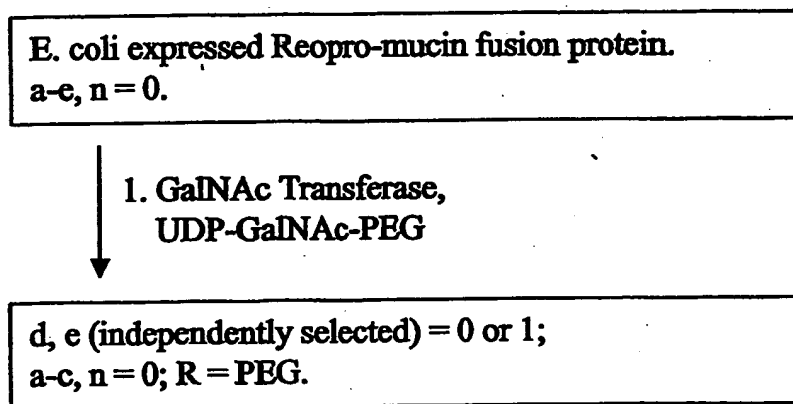 E. coli expressed Reopro-mucin fusion protein.
a-e, n = 0.
1. GalNAc Transferase,
UDP-GalNAc-PEG
d, e (independently selected) = 0 or 1;
a-c, n = 0; R = PEG.